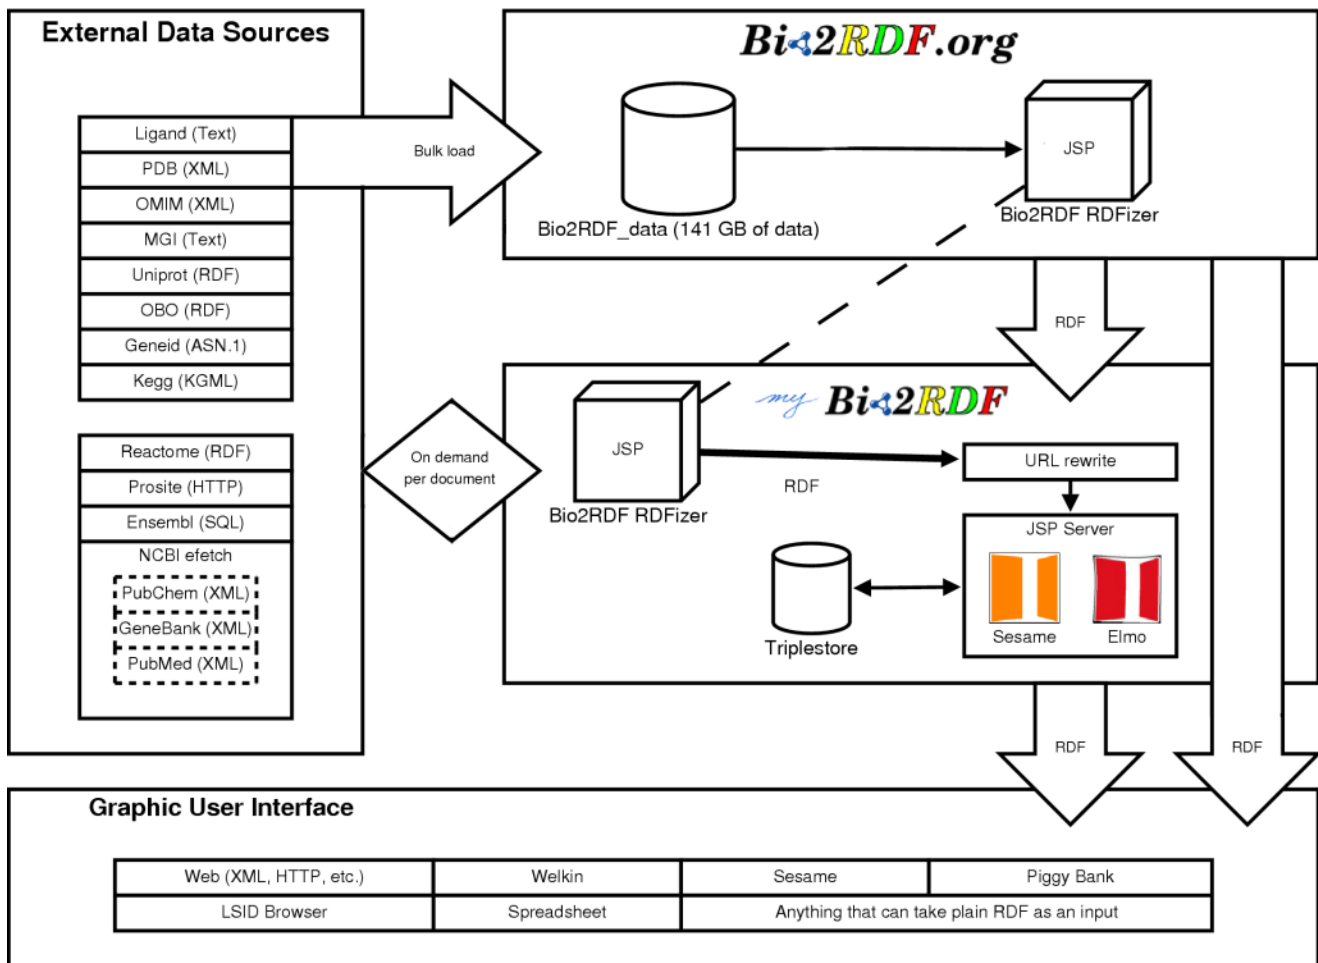 External Data Sources
Ligand (Text)
PDB (XML)
OMIM (XML)
MGI (Text)
Uniprot (RDF)
OBO (RDF)
Geneid (ASN.1)
Kegg (KGML)
Reactome (RDF)
Prosite (HTTP)
Ensembl (SQL)
NCBI efetch
PubChem (XML)
GeneBank (XML)
PubMed (XML)
Bulk load
On demand
per document
Bio2RDF.org
JSP
Bio2RDF_data (141 GB of data)
Bio2RDF RDFizer
RDF
my Bio2RDF
JSP
Bio2RDF RDFizer
RDF
URL rewrite
JSP Server
Sesame
Elmo
Triplestore
RDF
RDF
Graphic User Interface
Web (XML, HTTP, etc.)
Welkin
Sesame
Piggy Bank
LSID Browser
Spreadsheet
Anything that can take plain RDF as an input